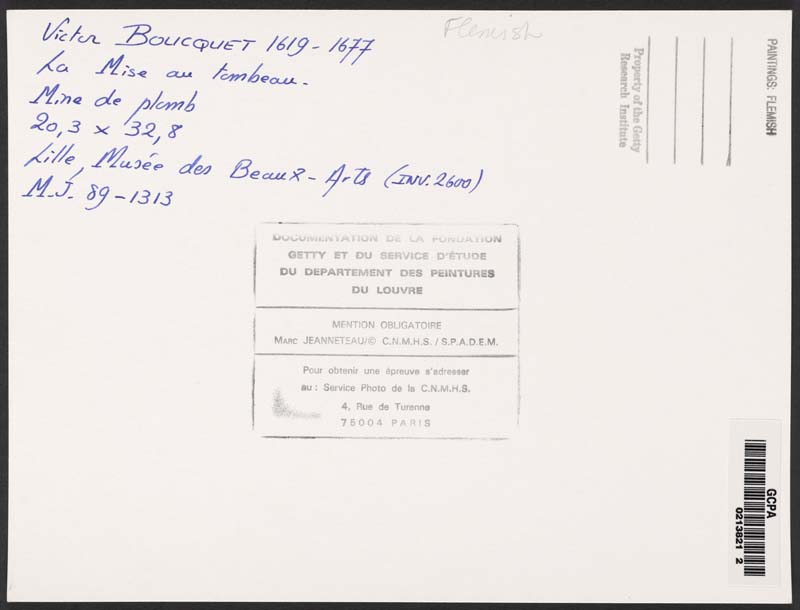 Victor BOUCQUET 1619-1677
La Mise au tombeau.
Mine de plomb
20,3 x 32,8
Lille, Musée des Beaux-Arts (INV. 2600)
M.J. 89-1313
Flemish
Property of the Getty
Research Institute
PAINTINGS: FLEMISH
DOCUMENTATION DE LA FONDATION
GETTY ET DU SERVICE D'ÉTUDE
DU DEPARTEMENT DES PEINTURES
DU LOUVRE
MENTION OBLIGATOIRE
MARC JEANNETEAU/© C.N.M.H.S. / S.P.A.D.E.M.
Pour obtenir une épreuve s'adresser
au : Service Photo de la C.N.M.H.S.
4, Rue de Turenne
75004 PARIS
GCPA
0213821 2